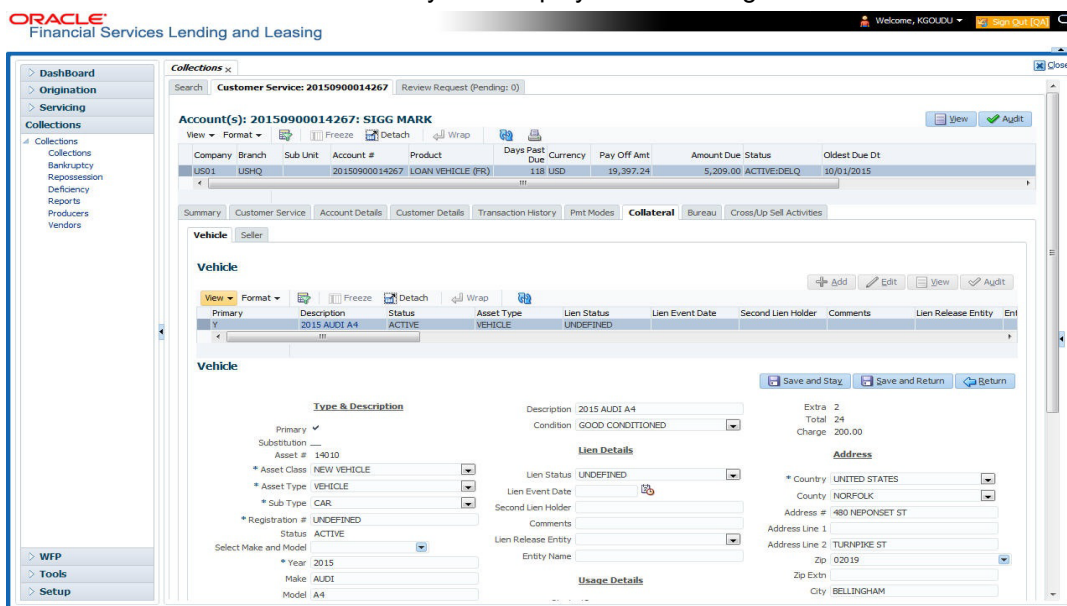 ORACLE
Financial Services Lending and Leasing
Welcome, KGOUDU
Sign Out [QA]
DashBoard
Origination
Servicing
Collections
Collections
Collections
Bankruptcy
Repossession
Deficiency
Reports
Producers
Vendors
WFP
Tools
Setup
Collections x
Close
Search Customer Service: 20150900014267 Review Request (Pending: 0)
Account(s): 20150900014267: SIGG MARK
View Audit
View Format Freeze Detach Wrap
Company Branch Sub Unit Account # Product Days Past Due Currency Pay Off Amt Amount Due Status Oldest Due Dt
US01 USHQ 20150900014267 LOAN VEHICLE (FR) 118 USD 19,397.24 5,209.00 ACTIVE:DELQ 10/01/2015
Summary Customer Service Account Details Customer Details Transaction History Pmt Modes Collateral Bureau Cross/Up Sell Activities
Vehicle Seller
Vehicle
Add Edit View Audit
View Format Freeze Detach Wrap
Primary Description Status Asset Type Lien Status Lien Event Date Second Lien Holder Comments Lien Release Entity Ent
Y 2015 AUDI A4 ACTIVE VEHICLE UNDEFINED
Vehicle
Save and Stay Save and Return Return
Type & Description
Primary
Substitution
Asset # 14010
* Asset Class NEW VEHICLE
* Asset Type VEHICLE
* Sub Type CAR
* Registration # UNDEFINED
Status ACTIVE
Select Make and Model
* Year 2015
Make AUDI
Model A4
Description 2015 AUDI A4
Condition GOOD CONDITIONED
Lien Details
Lien Status UNDEFINED
Lien Event Date
Second Lien Holder
Comments
Lien Release Entity
Entity Name
Usage Details
Extra 2
Total 24
Charge 200.00
Address
* Country UNITED STATES
County NORFOLK
Address # 480 NEPONSET ST
Address Line 1
Address Line 2 TURNPIKE ST
Zip 02019
Zip Extn
City BELLINGHAM